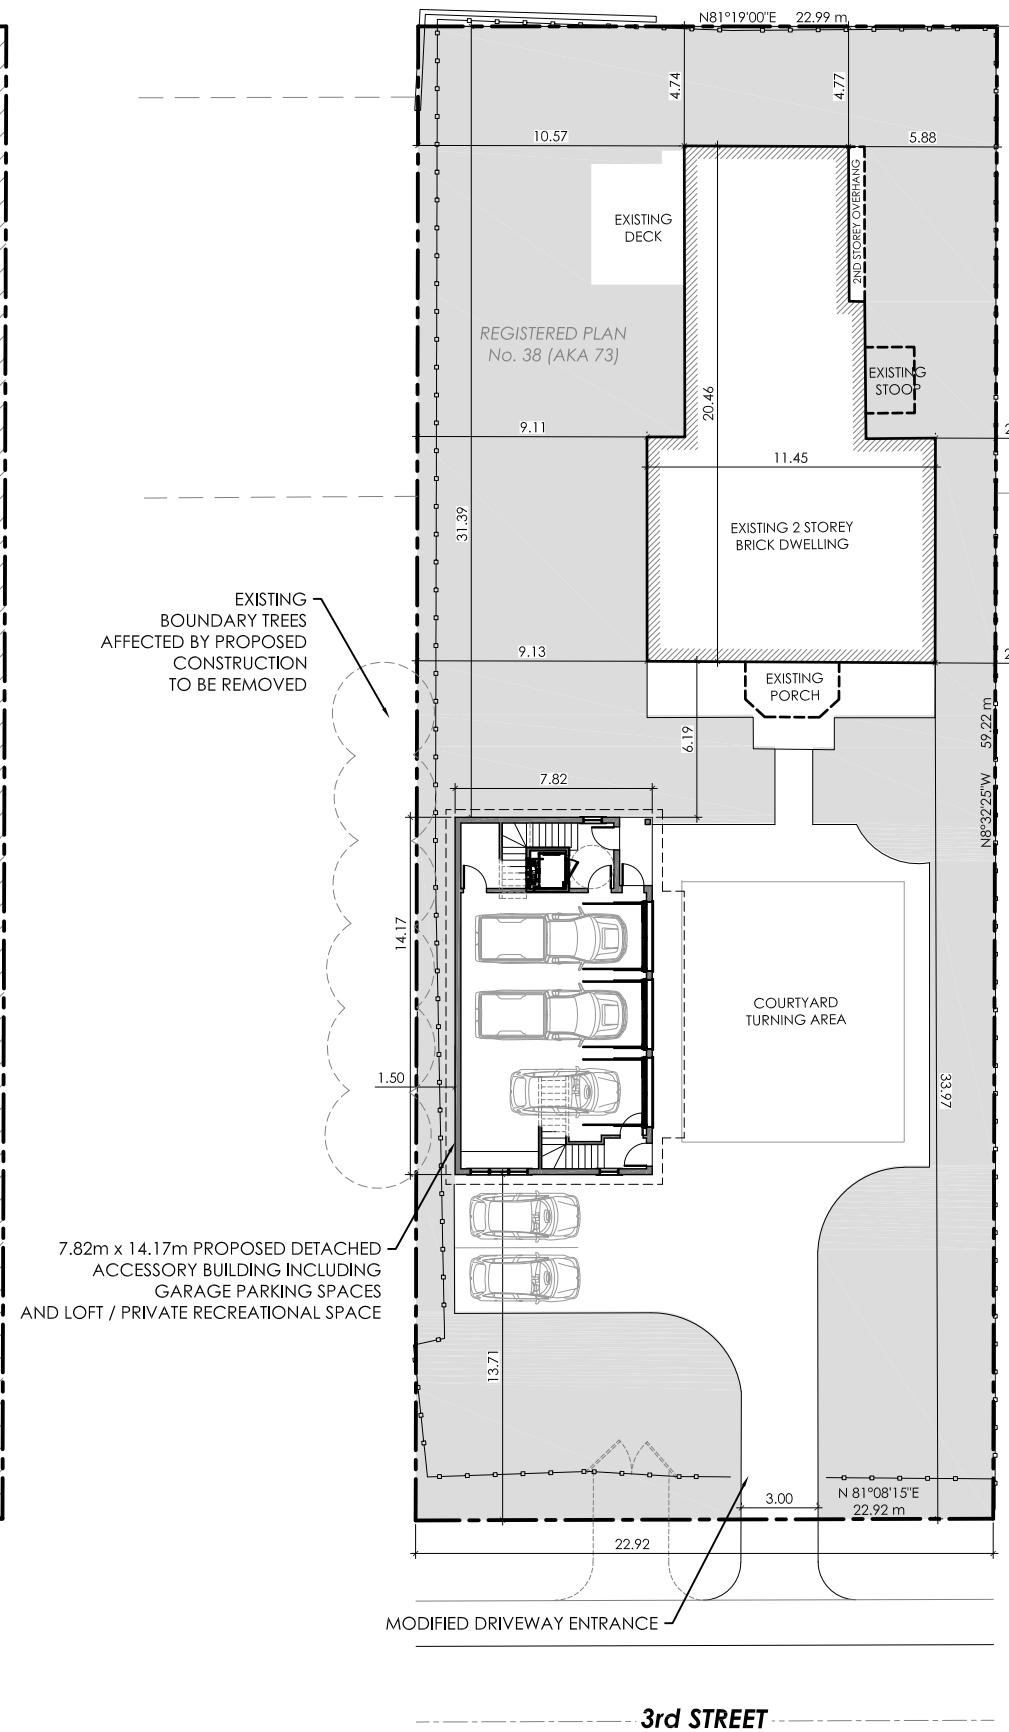 N81°19'00"E 22.99 m
4.74
4.77
10.57
5.88
EXISTING
DECK
2ND STOREY OVERHANG
REGISTERED PLAN
No. 38 (AKA 73)
EXISTING
STOOP
20.46
9.11
11.45
31.39
EXISTING 2 STOREY
BRICK DWELLING
EXISTING
BOUNDARY TREES
AFFECTED BY PROPOSED
CONSTRUCTION
TO BE REMOVED
9.13
EXISTING
PORCH
6.19
N8°32'25"W 59.22 m
7.82
14.17
COURTYARD
TURNING AREA
1.50
33.97
7.82m x 14.17m PROPOSED DETACHED
ACCESSORY BUILDING INCLUDING
GARAGE PARKING SPACES
AND LOFT / PRIVATE RECREATIONAL SPACE
13.71
3.00
N 81°08'15"E
22.92 m
22.92
MODIFIED DRIVEWAY ENTRANCE
3rd STREET